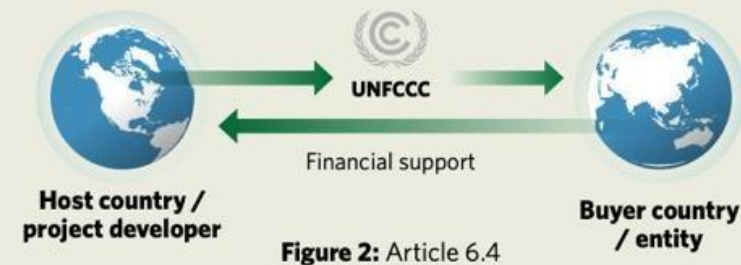 UNFCCC
Financial support
Host country /
project developer
Buyer country
/ entity
Figure 2: Article 6.4